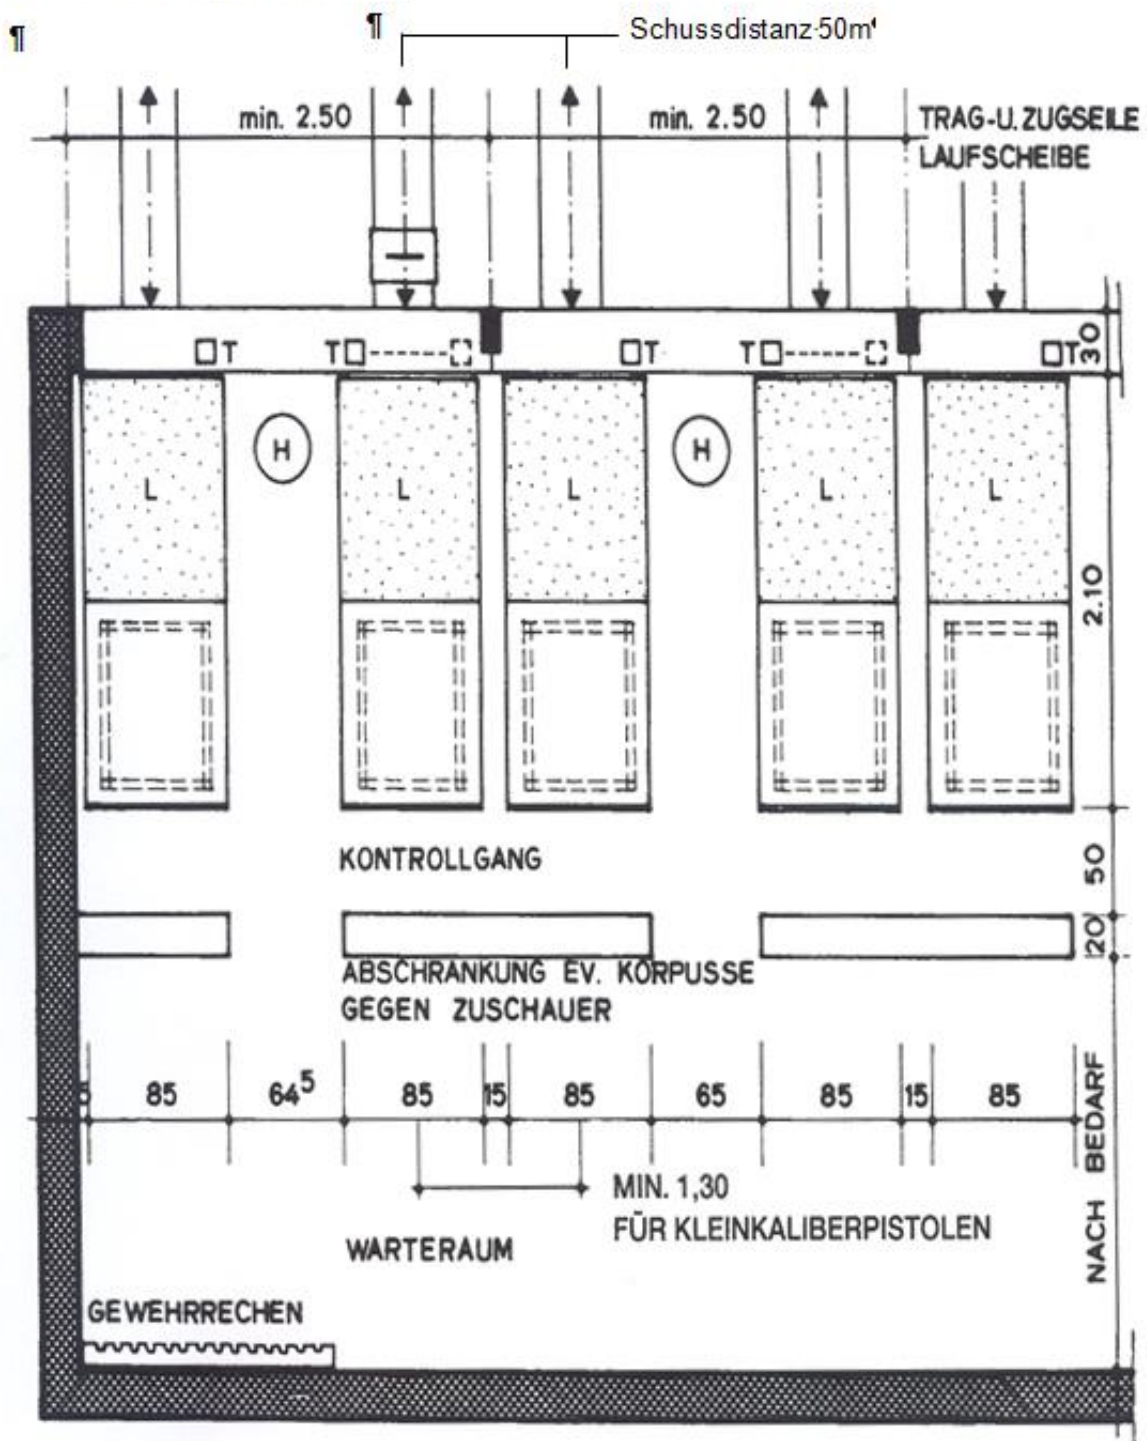 ¶
¶
Schussdistanz 50m'
min. 2.50
min. 2.50
TRAG-U. ZUGSEILE
LAUFSCHEIBE
T
T
T
T
T
30
H
H
L
L
L
L
L
2.10
KONTROLLGANG
50
20
ABSCHRANKUNG EV. KORPUSSE
GEGEN ZUSCHAUER
5
85
64⁵
85
15
85
65
85
15
85
MIN. 1,30
FÜR KLEINKALIBERPISTOLEN
WARTERAUM
NACH BEDARF
GEWEHRRECHEN